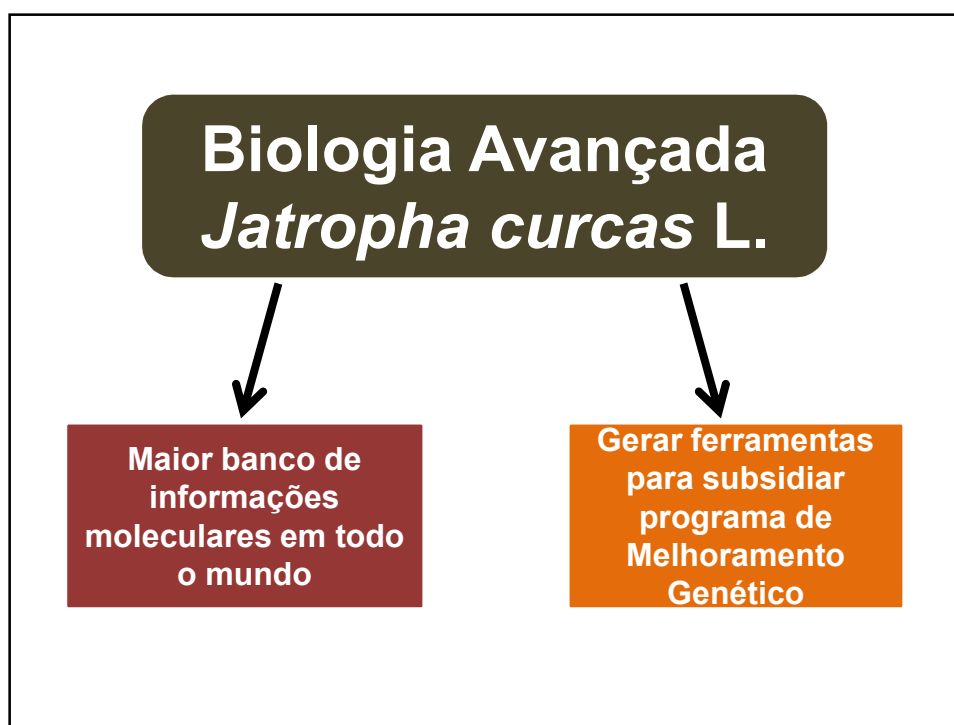 Biologia Avançada
Jatropha curcas L.
Maior banco de
informações
moleculares em todo
o mundo
Gerar ferramentas
para subsidiar
programa de
Melhoramento
Genético